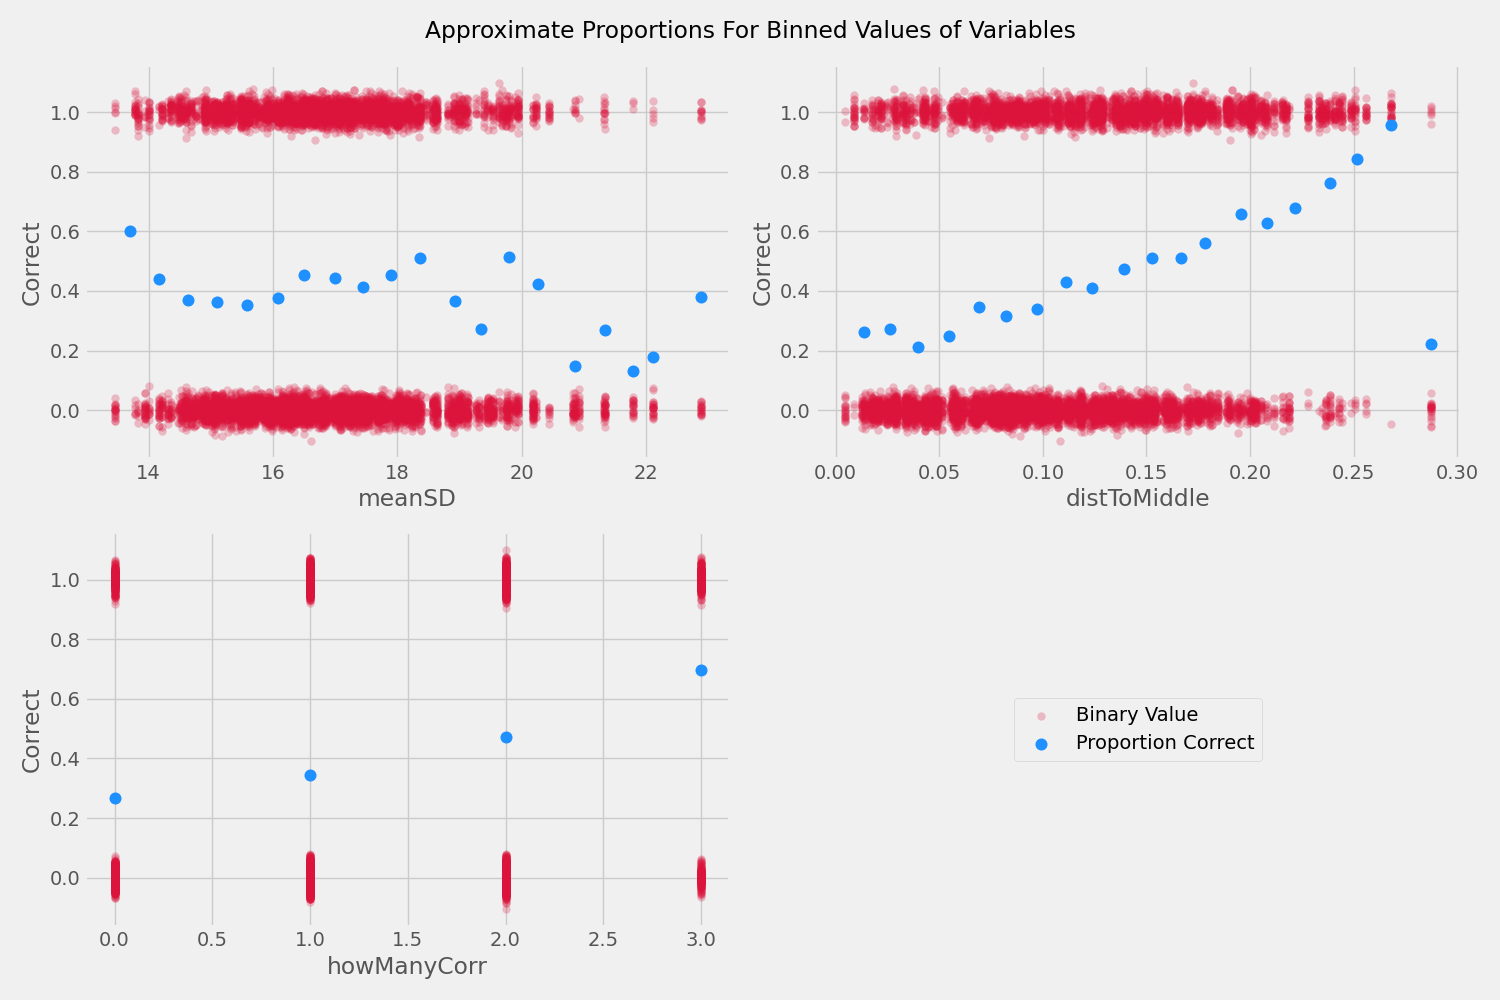 Approximate Proportions For Binned Values of Variables
Correct
1.0
0.8
0.6
0.4
0.2
0.0
14 16 18 20 22
meanSD
Correct
1.0
0.8
0.6
0.4
0.2
0.0
0.00 0.05 0.10 0.15 0.20 0.25 0.30
distToMiddle
Correct
1.0
0.8
0.6
0.4
0.2
0.0
0.0 0.5 1.0 1.5 2.0 2.5 3.0
howManyCorr
Binary Value
Proportion Correct